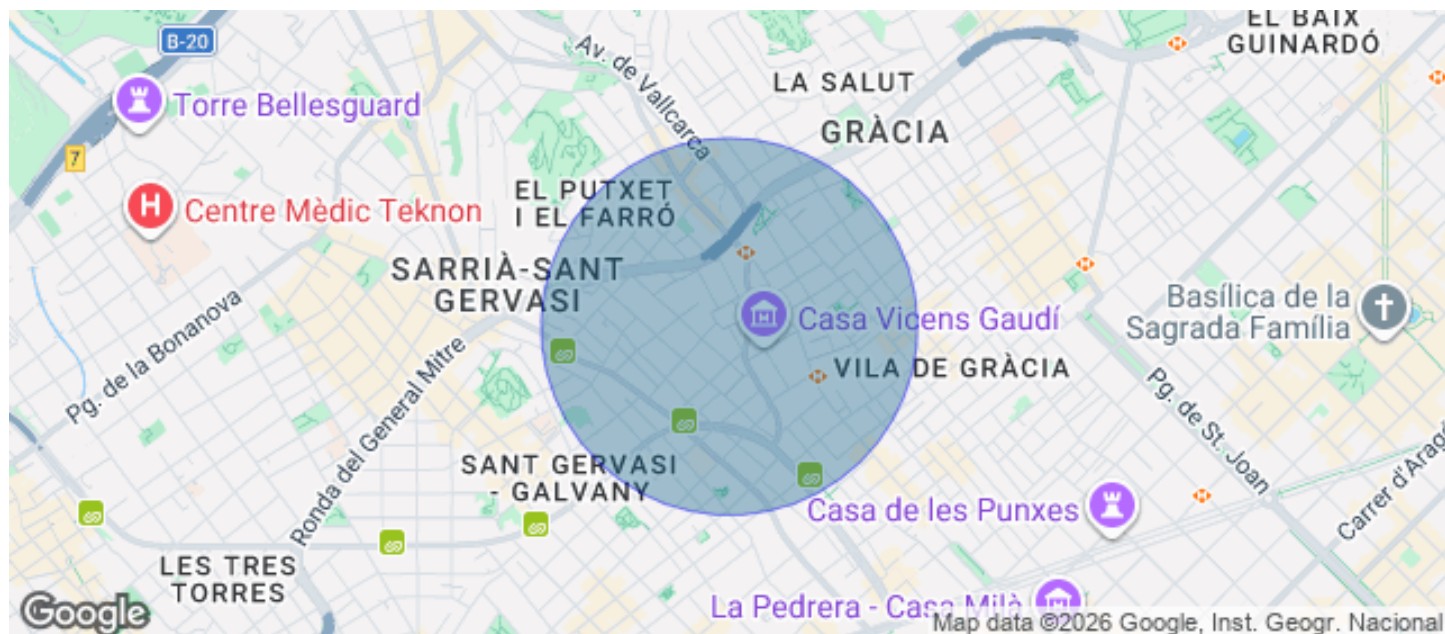 EL BAIX
GUINARDÓ
B-20
Av. de Vallcarca
LA SALUT
Torre Bellesguard
GRÀCIA
7
EL PUTXET
I EL FARRÓ
H
Centre Mèdic Teknon
SARRIÀ-SANT
GERVASI
Basílica de la
Sagrada Família
Casa Vicens Gaudí
Pg. de la Bonanova
VILA DE GRÀCIA
Ronda del General Mitre
Pg. de St. Joan
Carrer d'Aragó
SANT GERVASI
- GALVANY
Casa de les Punxes
LES TRES
TORRES
La Pedrera - Casa Milà
Google
Map data ©2026 Google, Inst. Geogr. Nacional